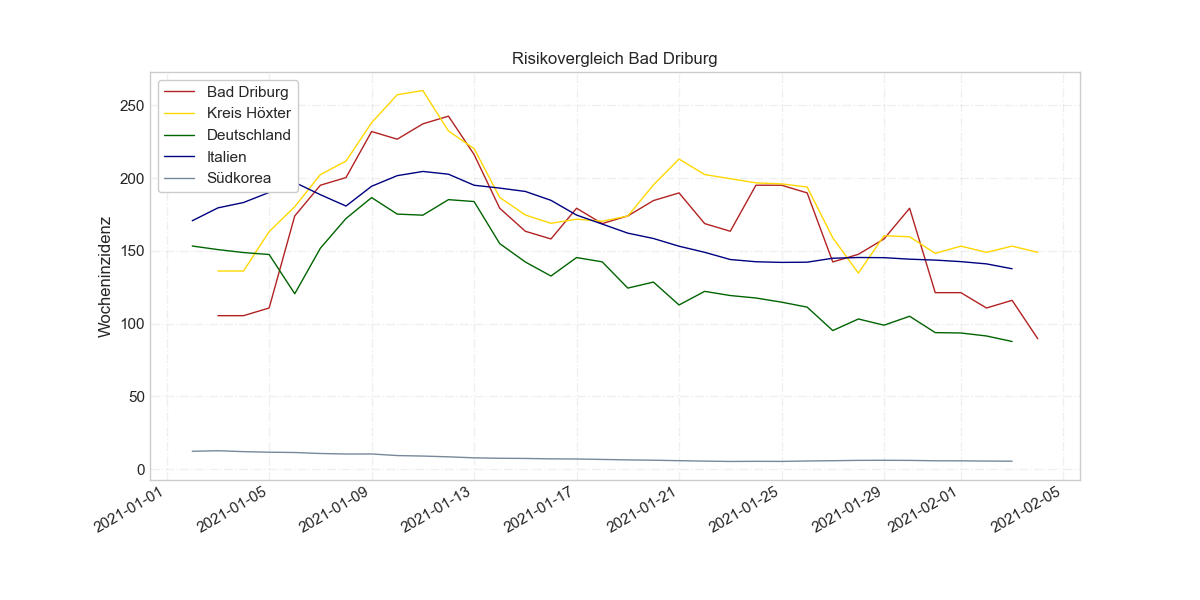 Risikovergleich Bad Driburg
Bad Driburg
Kreis Höxter
Deutschland
Italien
Südkorea
Wocheninzidenz
250
200
150
100
50
0
2021-01-01
2021-01-05
2021-01-09
2021-01-13
2021-01-17
2021-01-21
2021-01-25
2021-01-29
2021-02-01
2021-02-05